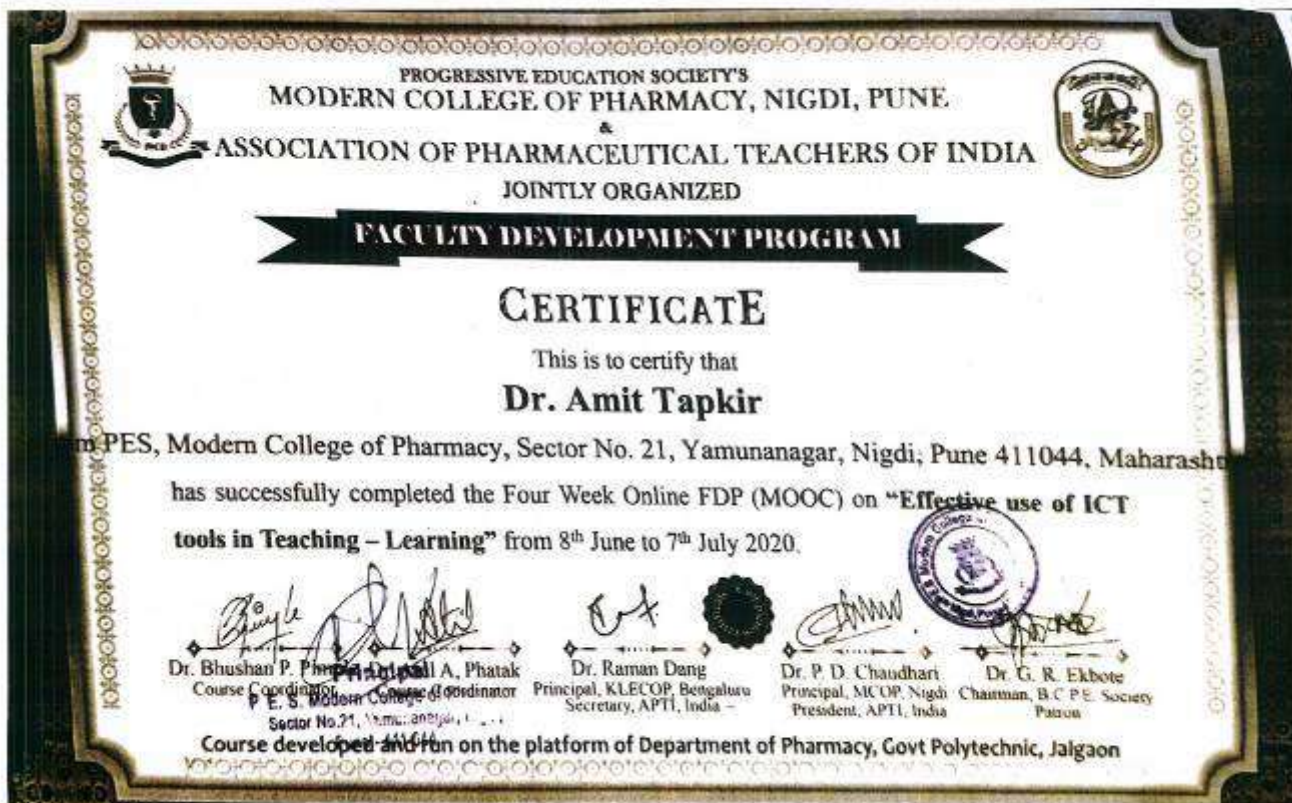 PROGRESSIVE EDUCATION SOCIETY'S
MODERN COLLEGE OF PHARMACY, NIGDI, PUNE
&
ASSOCIATION OF PHARMACEUTICAL TEACHERS OF INDIA
JOINTLY ORGANIZED
FACULTY DEVELOPMENT PROGRAM
CERTIFICATE
This is to certify that
Dr. Amit Tapkir
PES, Modern College of Pharmacy, Sector No. 21, Yamunanagar, Nigdi, Pune 411044,
has successfully completed the Four Week Online FDP (MOOC) on "Effective use of ICT
tools in Teaching – Learning" from 8th June to 7th July 2020.
Dr. Bhushan P. A, Phatak
Dr. Raman Dang
Dr. P. D. Chaudhari
Dr. G. R. Ekbote
Course Coordinator
Course Coordinator
Principal, KLECOP, Bengaluru
Principal, MCOP, Nigdi
Chairman, B.C P.E. Society
Secretary, APTI, India –
President, APTI, India
Patron
Principal
P. E. S. Modern College of
Sector No.21,
Course developed and run on the platform of Department of Pharmacy, Govt Polytechnic, Jalgaon